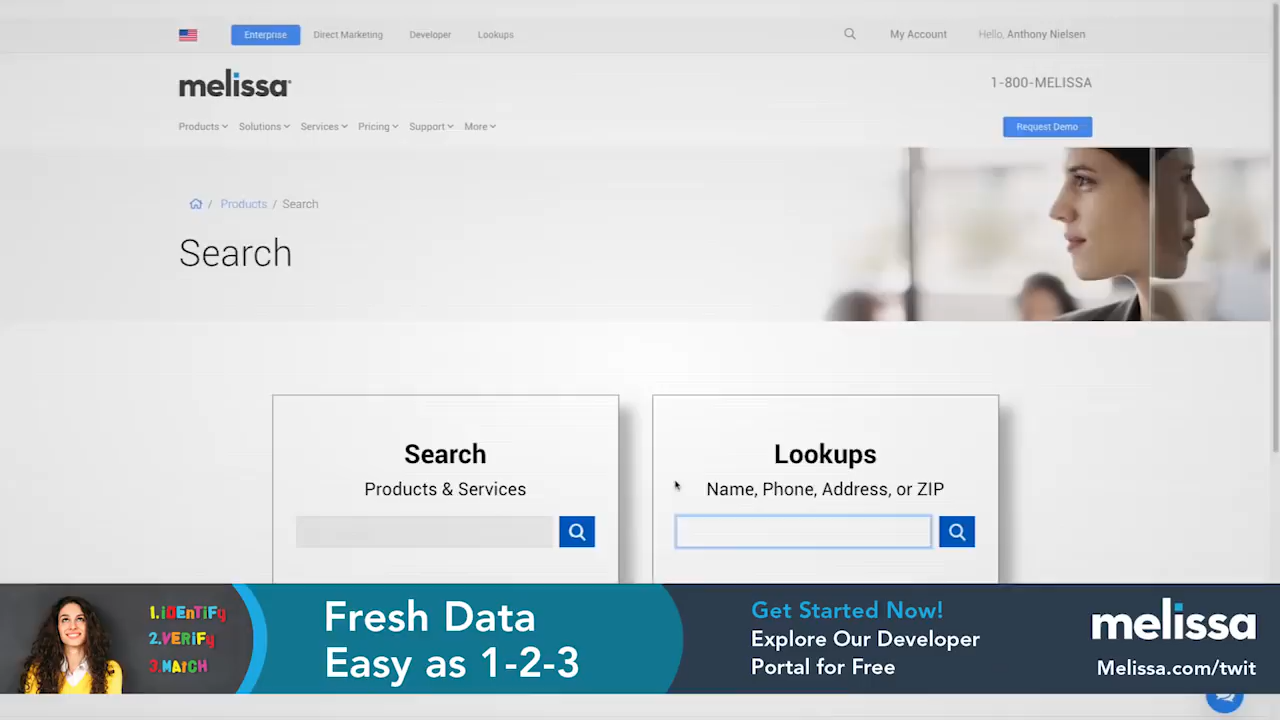 Enterprise Direct Marketing Developer Lookups My Account Hello, Anthony Nielsen
melissa
1-800-MELISSA
Products Solutions Services Pricing Support More Request Demo
/ Products / Search
Search
Search
Products & Services
Lookups
Name, Phone, Address, or ZIP
1.iDEnTiFy
2.VERiFy
3.MAtCH
Fresh Data
Easy as 1-2-3
Get Started Now!
Explore Our Developer
Portal for Free
melissa
Melissa.com/twit